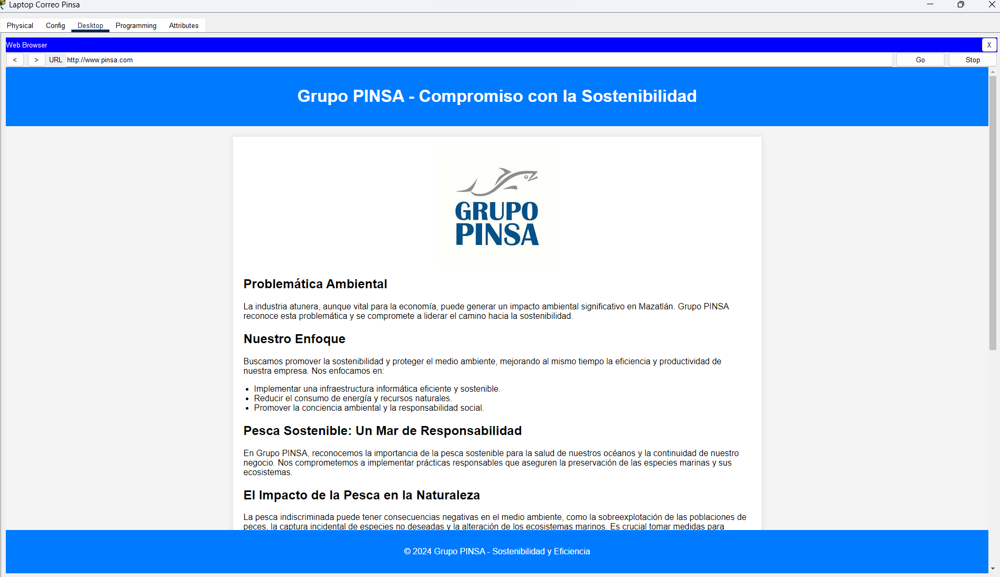 Laptop Correo Pinsa
Physical Config Desktop Programming Attributes
Web Browser X
< > URL http://www.pinsa.com Go Stop
Grupo PINSA - Compromiso con la Sostenibilidad
GRUPO
PINSA
Problemática Ambiental
La industria atunera, aunque vital para la economía, puede generar un impacto ambiental significativo en Mazatlán. Grupo PINSA
reconoce esta problemática y se compromete a liderar el camino hacia la sostenibilidad.
Nuestro Enfoque
Buscamos promover la sostenibilidad y proteger el medio ambiente, mejorando al mismo tiempo la eficiencia y productividad de
nuestra empresa. Nos enfocamos en:
• Implementar una infraestructura informática eficiente y sostenible.
• Reducir el consumo de energía y recursos naturales.
• Promover la conciencia ambiental y la responsabilidad social.
Pesca Sostenible: Un Mar de Responsabilidad
En Grupo PINSA, reconocemos la importancia de la pesca sostenible para la salud de nuestros océanos y la continuidad de nuestro
negocio. Nos comprometemos a implementar prácticas responsables que aseguren la preservación de las especies marinas y sus
ecosistemas.
El Impacto de la Pesca en la Naturaleza
La pesca indiscriminada puede tener consecuencias negativas en el medio ambiente, como la sobreexplotación de las poblaciones de
peces, la captura incidental de especies no deseadas y la alteración de los ecosistemas marinos. Es crucial tomar medidas para
© 2024 Grupo PINSA - Sostenibilidad y Eficiencia